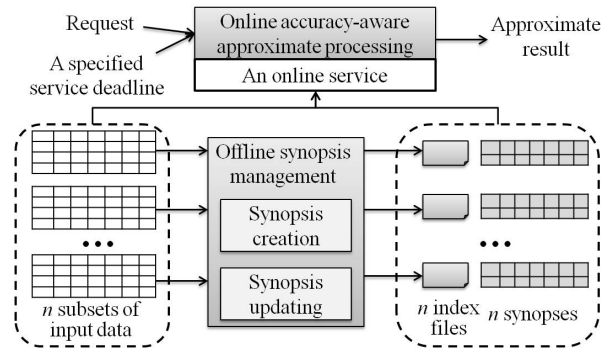 Request
A specified
service deadline
Online accuracy-aware
approximate processing
An online service
Approximate
result
Offline synopsis
management
Synopsis
creation
Synopsis
updating
n subsets of
input data
n index
files
n synopses